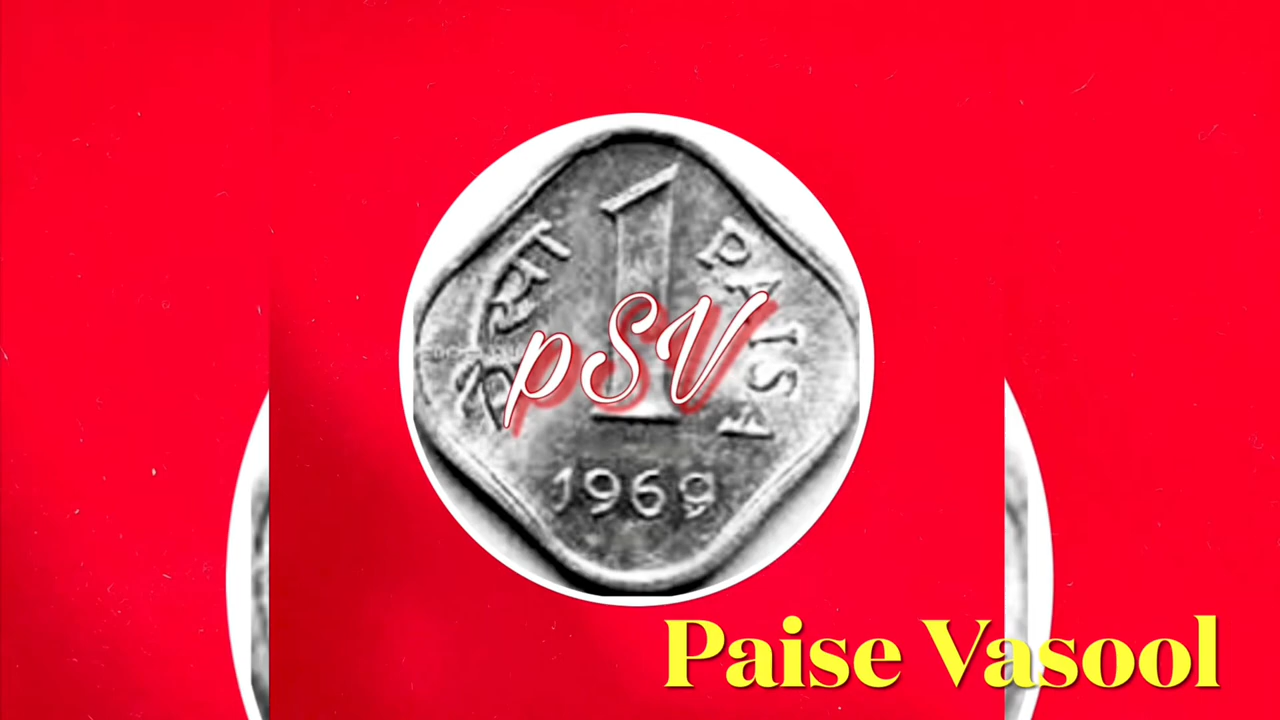 1
पैसा
PAISA
PSV
1969
Paise Vasool